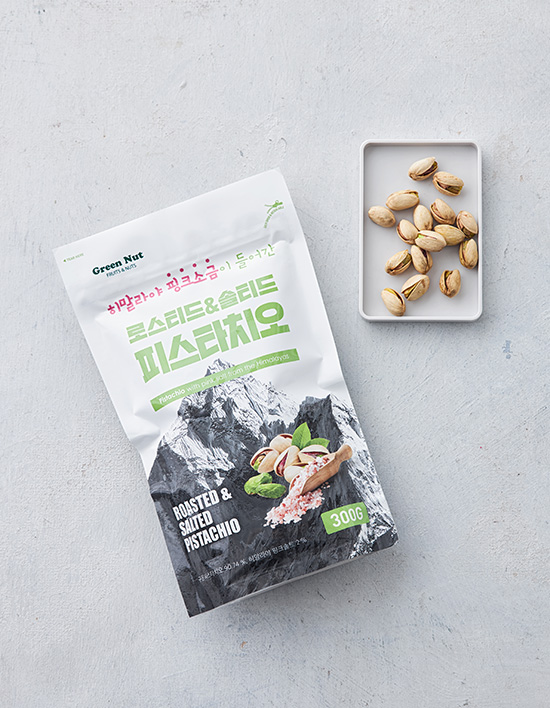 Green Nut
FRUITS & NUTS
히말라야 핑크소금이 들어간
로스티드&솔티드
피스타치오
Pistachio with pink salt from the Himalayas
ROASTED &
SALTED
PISTACHIO
300G